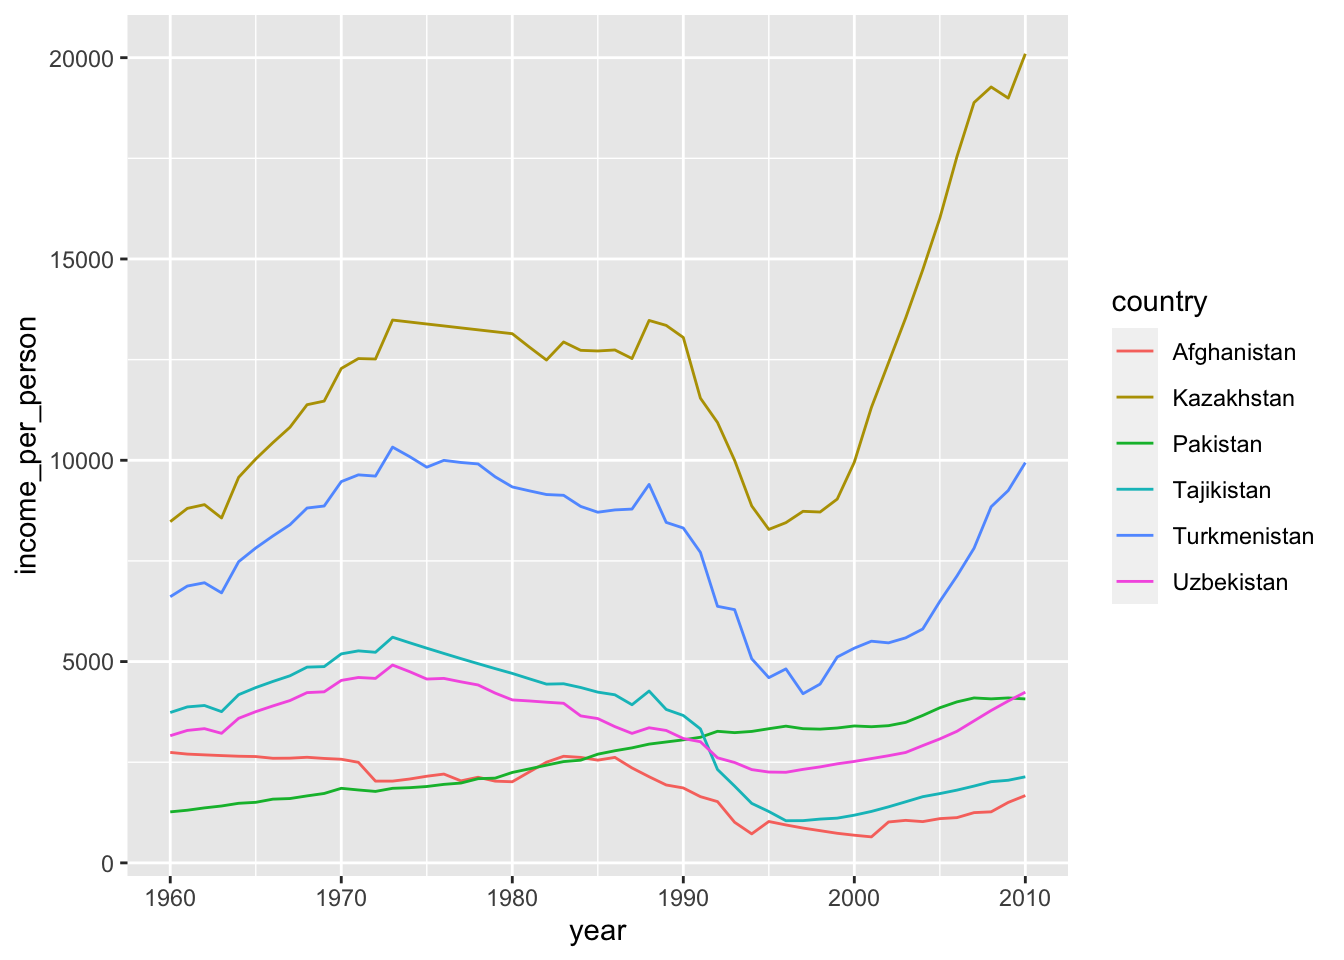 20000
15000
10000
5000
0
income_per_person
1960 1970 1980 1990 2000 2010
year
country
Afghanistan
Kazakhstan
Pakistan
Tajikistan
Turkmenistan
Uzbekistan